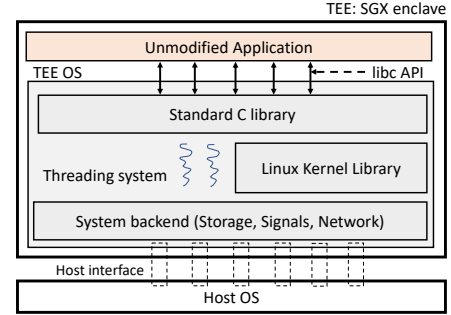 TEE: SGX enclave
Unmodified Application
TEE OS
libc API
Standard C library
Threading system
Linux Kernel Library
System backend (Storage, Signals, Network)
Host interface
Host OS